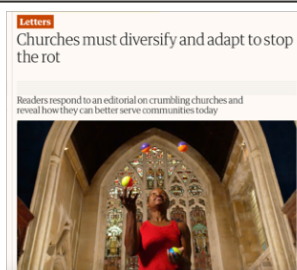 Letters
Churches must diversify and adapt to stop
the rot
Readers respond to an editorial on crumbling churches and
reveal how they can better serve communities today